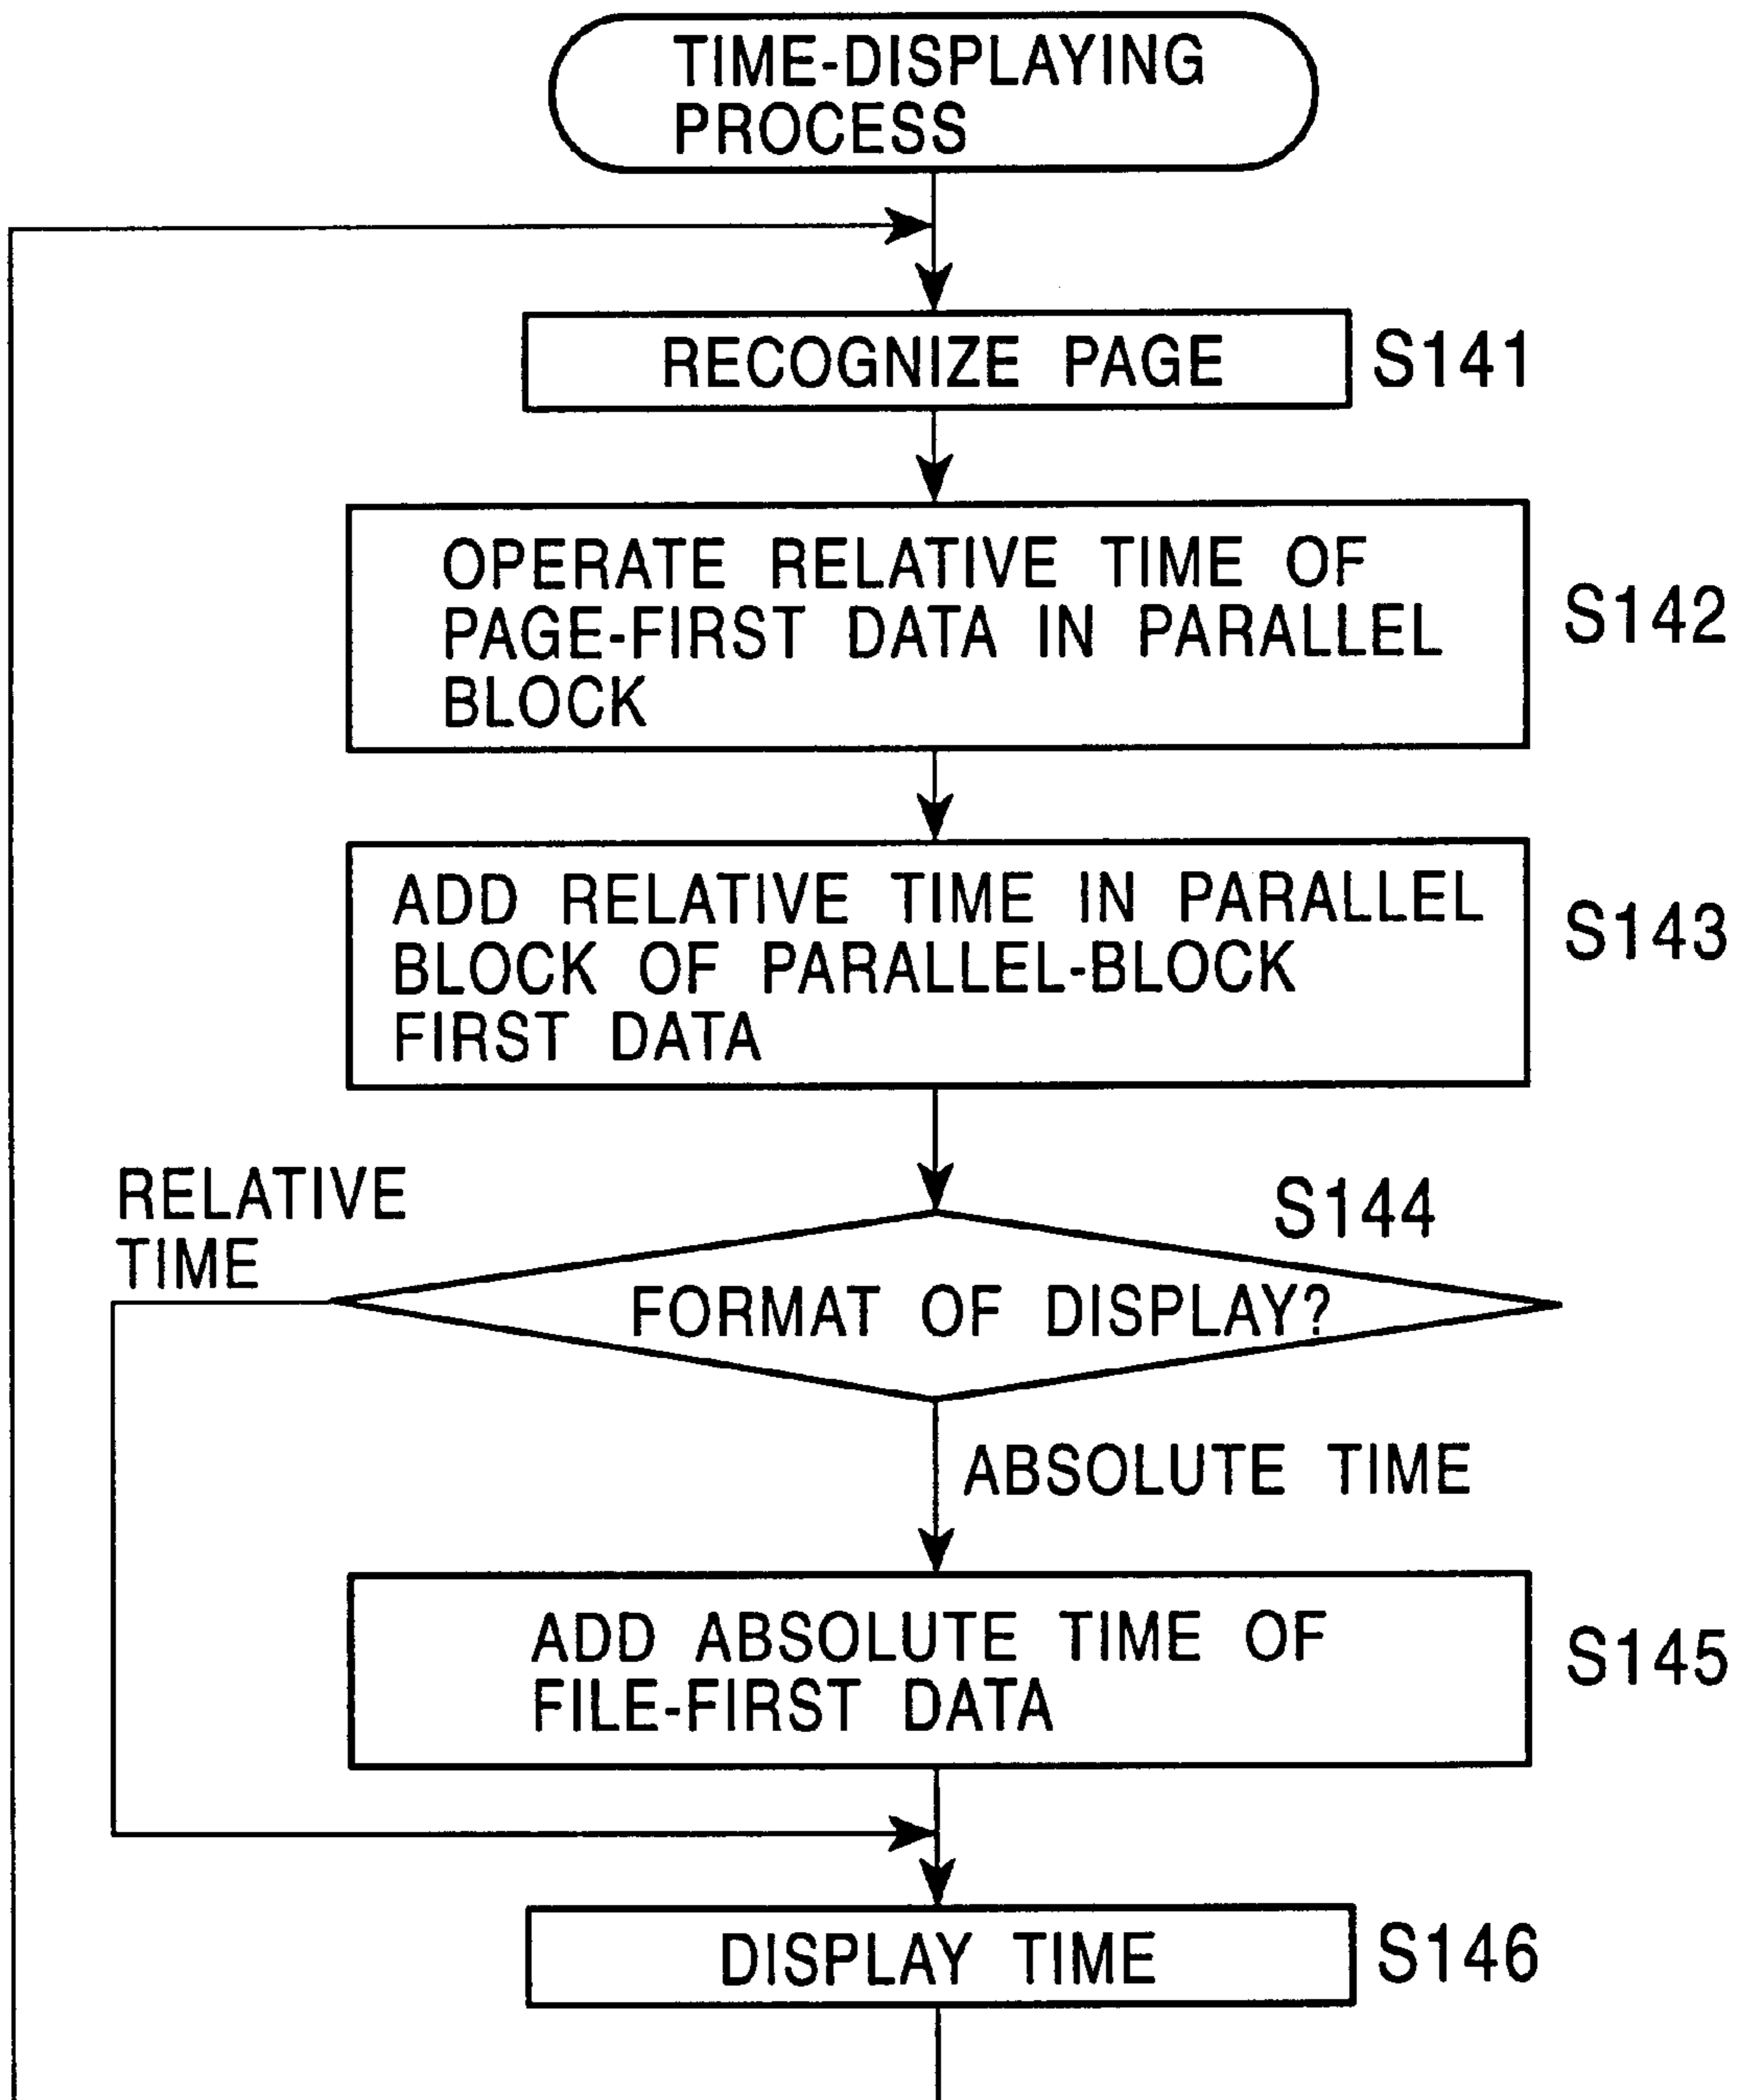 TIME-DISPLAYING
PROCESS
RECOGNIZE PAGE
S141
OPERATE RELATIVE TIME OF
PAGE-FIRST DATA IN PARALLEL
BLOCK
S142
ADD RELATIVE TIME IN PARALLEL
BLOCK OF PARALLEL-BLOCK
FIRST DATA
S143
RELATIVE
TIME
S144
FORMAT OF DISPLAY?
ABSOLUTE TIME
ADD ABSOLUTE TIME OF
FILE-FIRST DATA
S145
DISPLAY TIME
S146